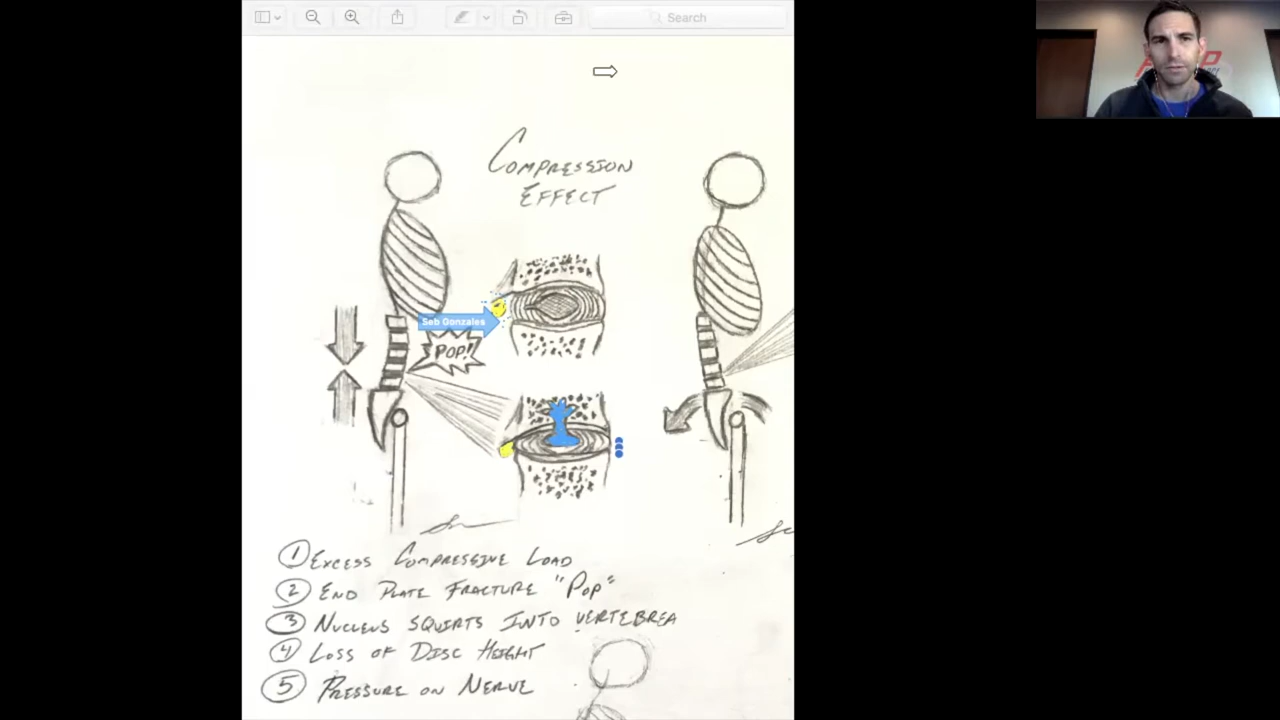 Search
COMPRESSION
EFFECT
Seb Gonzales
POP!
① EXCESS COMPRESSIVE LOAD
② END PLATE FRACTURE "POP"
③ NUCLEUS SQUIRTS INTO VERTEBREA
④ LOSS OF DISC HEIGHT
⑤ PRESSURE ON NERVE